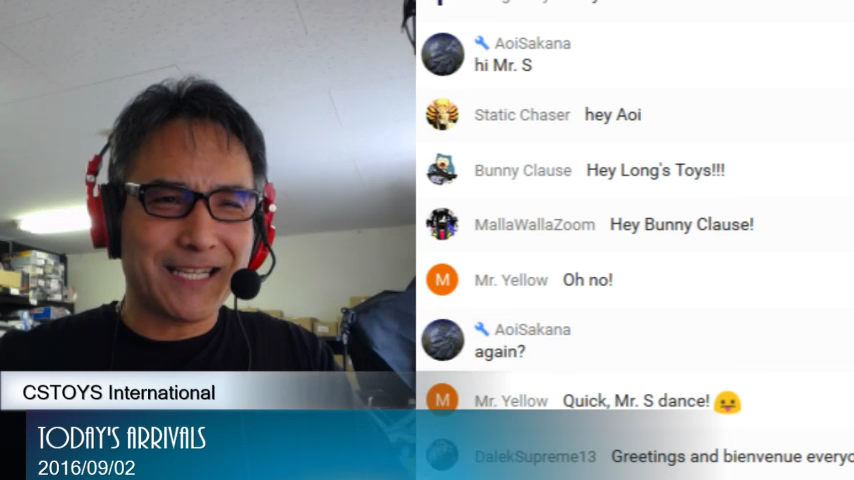 AoiSakana
hi Mr. S
Static Chaser hey Aoi
Bunny Clause Hey Long's Toys!!!
MallaWallaZoom Hey Bunny Clause!
M Mr. Yellow Oh no!
AoiSakana
again?
M Mr. Yellow Quick, Mr. S dance! 😛
DalekSupreme13 Greetings and bienvenue everyo
CSTOYS International
TODAY'S ARRIVALS
2016/09/02